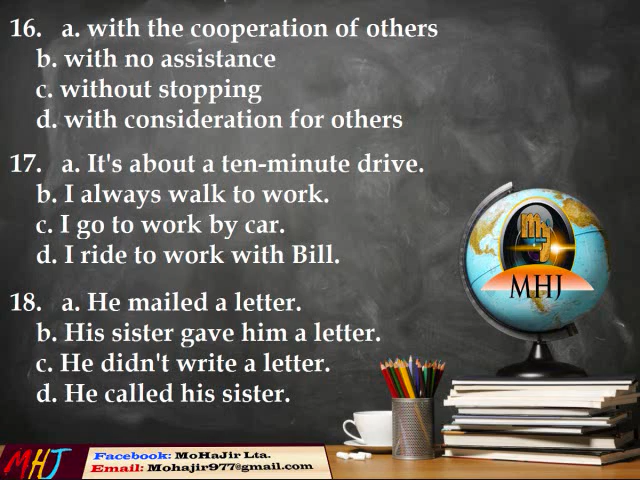 16. a. with the cooperation of others
b. with no assistance
c. without stopping
d. with consideration for others
17. a. It's about a ten-minute drive.
b. I always walk to work.
c. I go to work by car.
d. I ride to work with Bill.
18. a. He mailed a letter.
b. His sister gave him a letter.
c. He didn't write a letter.
d. He called his sister.
MHJ
MHJ
Facebook: MoHaJir Lta.
Email: Mohajir977@gmail.com